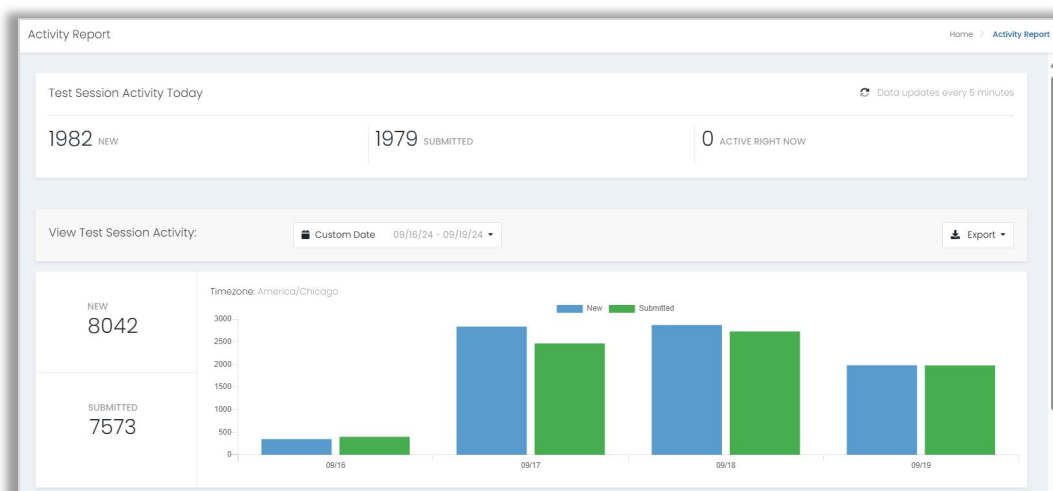 Activity Report
Home > Activity Report
Test Session Activity Today
Data updates every 5 minutes
1982 NEW
1979 SUBMITTED
0 ACTIVE RIGHT NOW
View Test Session Activity:
Custom Date 09/16/24 - 09/19/24
Export
NEW
8042
SUBMITTED
7573
Timezone: America/Chicago
New Submitted
3000
2500
2000
1500
1000
500
0
09/16 09/17 09/18 09/19